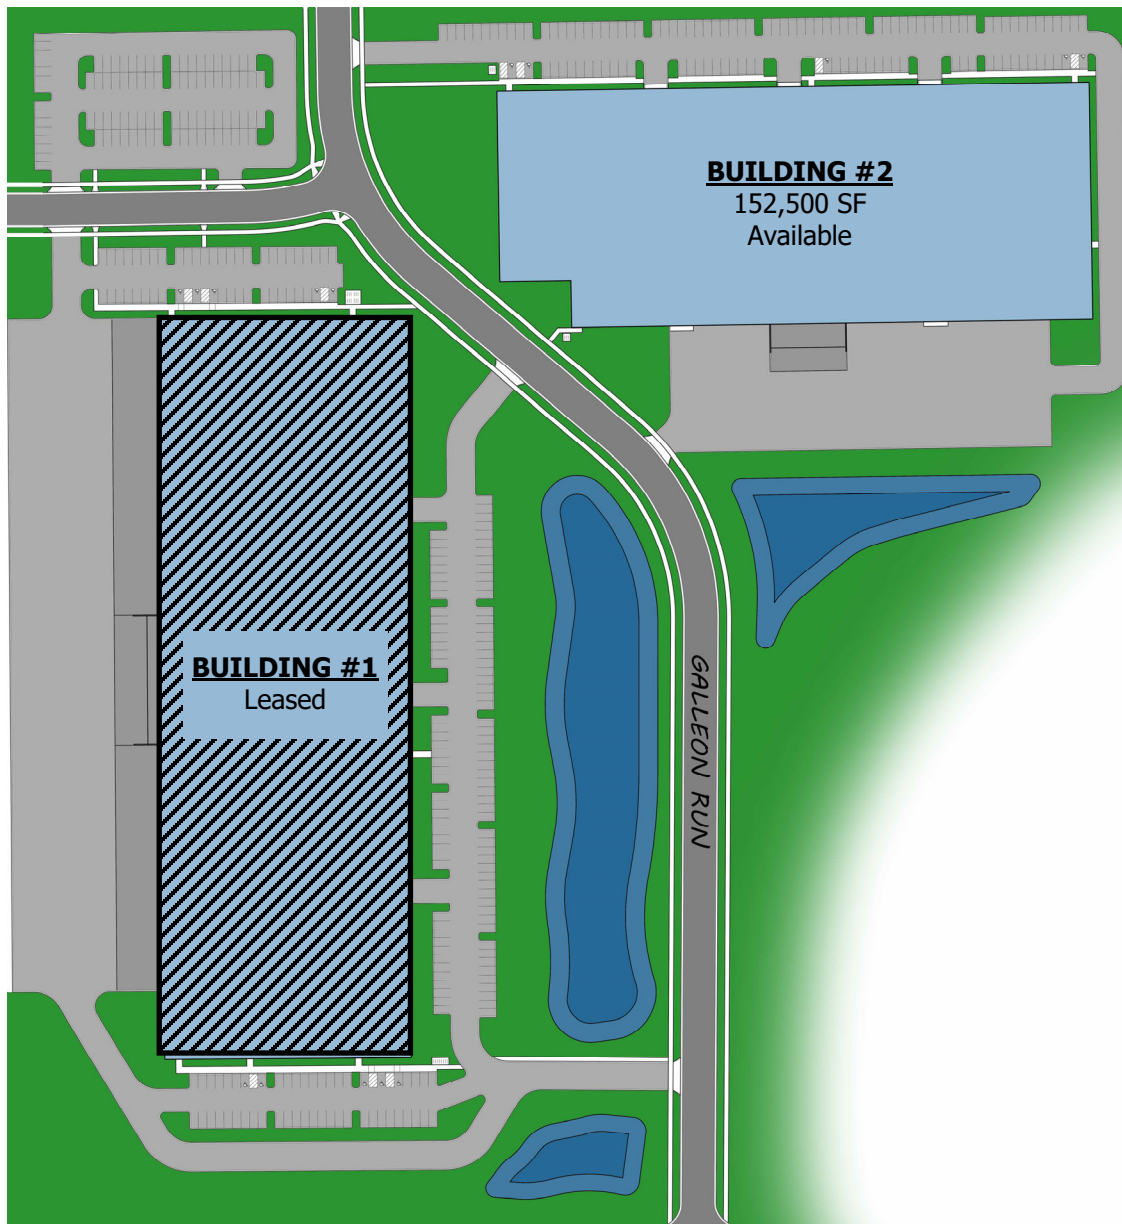 BUILDING #2
152,500 SF
Available
BUILDING #1
Leased
GALLEON RUN